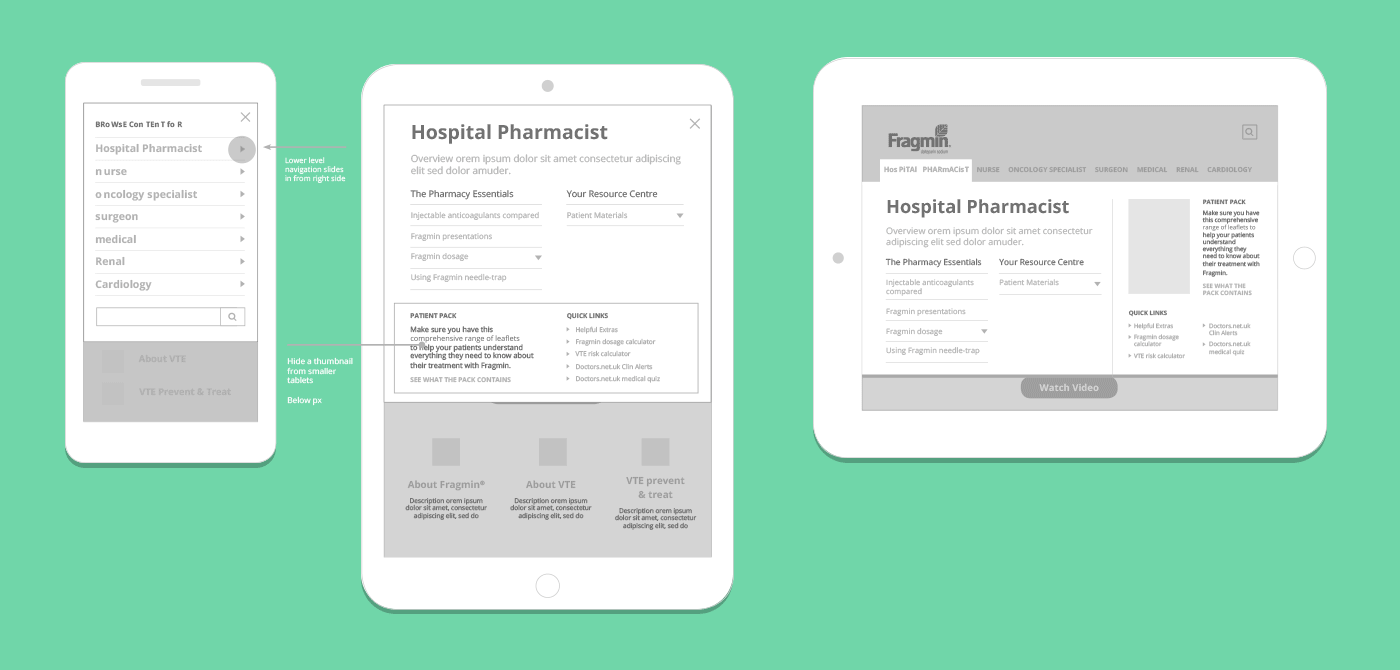 BRo WsE Con TEn T fo R
Hospital Pharmacist
n urse
o ncology specialist
surgeon
medical
Renal
Cardiology
About VTE
VTE Prevent & Treat
Lower level
navigation slides
in from right side
Hide a thumbnail
from smaller
tablets
Below px
Hospital Pharmacist
Overview orem ipsum dolor sit amet consectetur adipiscing
elit sed dolor amuder.
The Pharmacy Essentials
Injectable anticoagulants compared
Fragmin presentations
Fragmin dosage
Using Fragmin needle-trap
Your Resource Centre
Patient Materials
PATIENT PACK
Make sure you have this
comprehensive range of leaflets
to help your patients understand
everything they need to know about
their treatment with Fragmin.
SEE WHAT THE PACK CONTAINS
QUICK LINKS
Helpful Extras
Fragmin dosage calculator
VTE risk calculator
Doctors.net.uk Clin Alerts
Doctors.net.uk medical quiz
About Fragmin®
Description orem ipsum
dolor sit amet, consectetur
adipiscing elit, sed do
About VTE
Description orem ipsum
dolor sit amet, consectetur
adipiscing elit, sed do
VTE prevent
& treat
Description orem ipsum
dolor sit amet, consectetur
adipiscing elit, sed do
Fragmin.
Hos PITAl PHARmACisT NURSE ONCOLOGY SPECIALIST SURGEON MEDICAL RENAL CARDIOLOGY
Hospital Pharmacist
Overview orem ipsum dolor sit amet consectetur
adipiscing elit sed dolor amuder.
The Pharmacy Essentials
Injectable anticoagulants
compared
Fragmin presentations
Fragmin dosage
Using Fragmin needle-trap
Your Resource Centre
Patient Materials
PATIENT PACK
Make sure you have
this comprehensive
range of leaflets to
help your patients
understand
everything they
need to know about
their treatment with
Fragmin.
SEE WHAT THE
PACK CONTAINS
QUICK LINKS
Helpful Extras
Fragmin dosage
calculator
VTE risk calculator
Doctors.net.uk
Clin Alerts
Doctors.net.uk
medical quiz
Watch Video